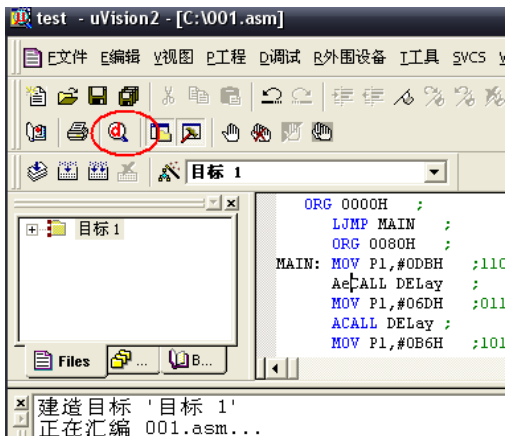 test - uVision2 - [C:\001.asm]
E文件 E编辑 V视图 P工程 D调试 R外围设备 T工具 SVCS
目标 1
目标 1
Files ... B...
ORG 0000H ;
LJMP MAIN ;
ORG 0080H ;
MAIN: MOV P1,#0DBH ;110
AeCALL DELay ;
MOV P1,#06DH ;011
ACALL DELay ;
MOV P1,#0B6H ;101
建造目标 '目标 1'
正在汇编 001.asm...